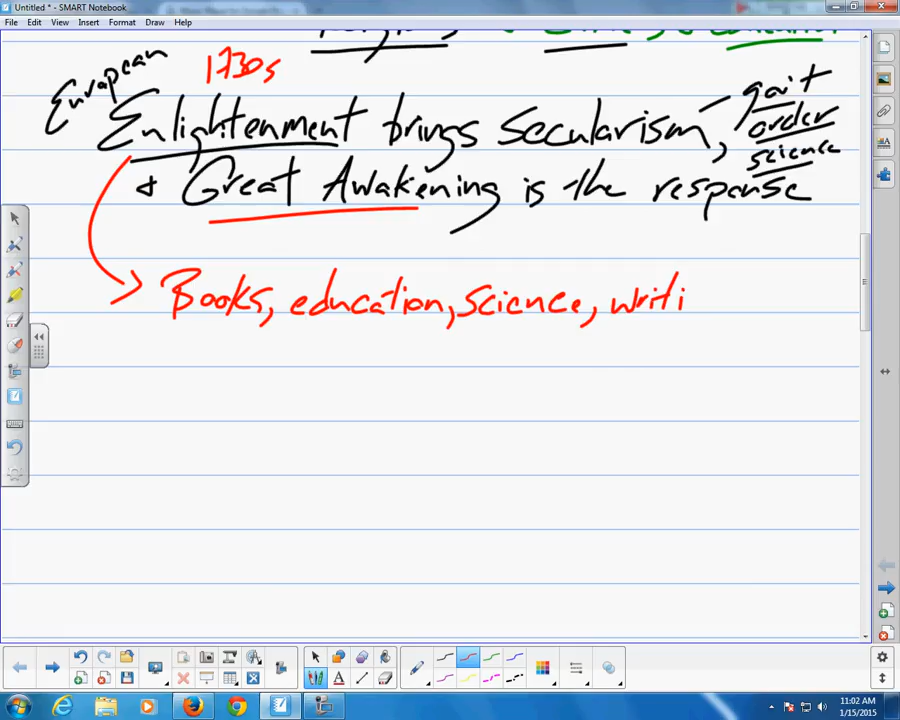 Untitled * - SMART Notebook
File Edit View Insert Format Draw Help
European 1730s
Enlightenment brings secularism,
order
science
& Great Awakening is the response
Books, education, science, writi
11:02 AM
1/15/2015